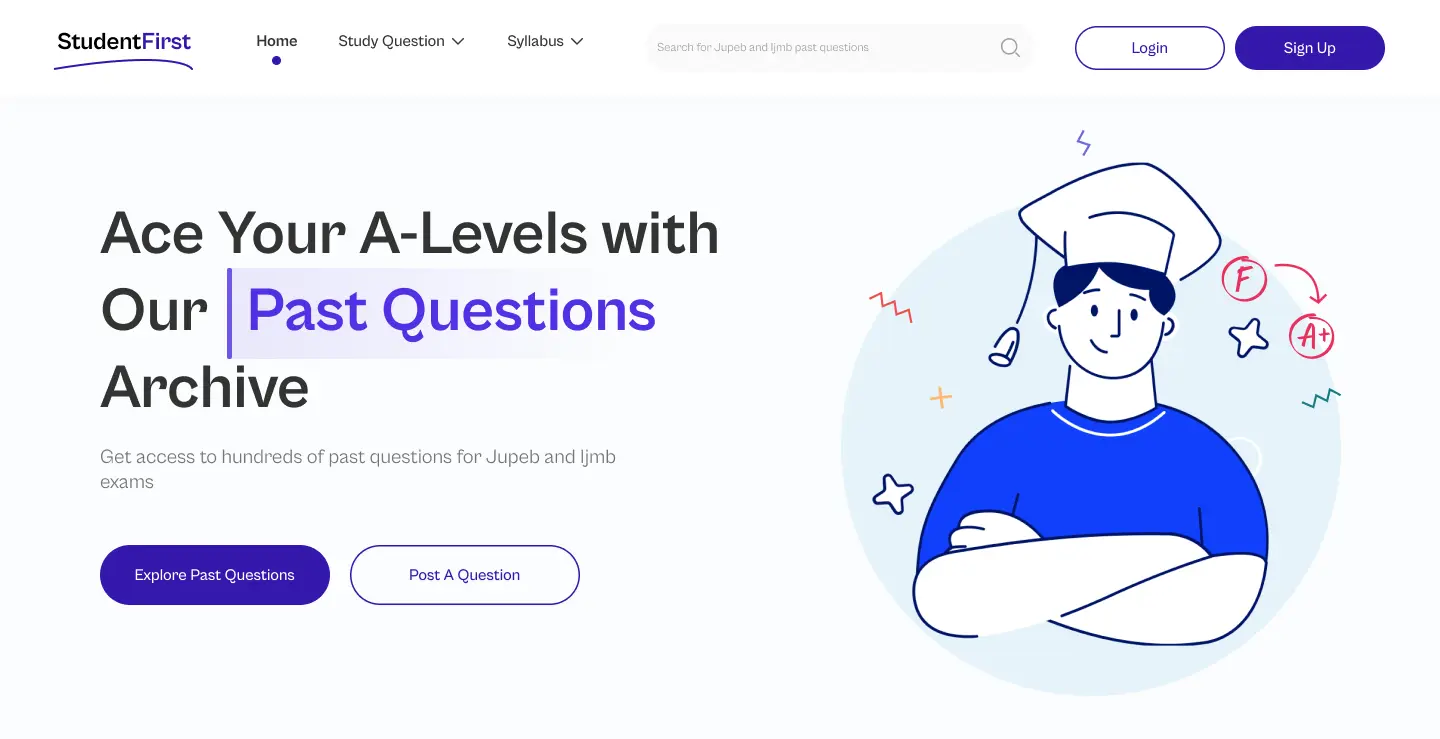 StudentFirst
Home
Study Question
Syllabus
Search for Jupeb and Ijmb past questions
Login
Sign Up
Ace Your A-Levels with
Our Past Questions
Archive
Get access to hundreds of past questions for Jupeb and Ijmb
exams
Explore Past Questions
Post A Question
F
A+